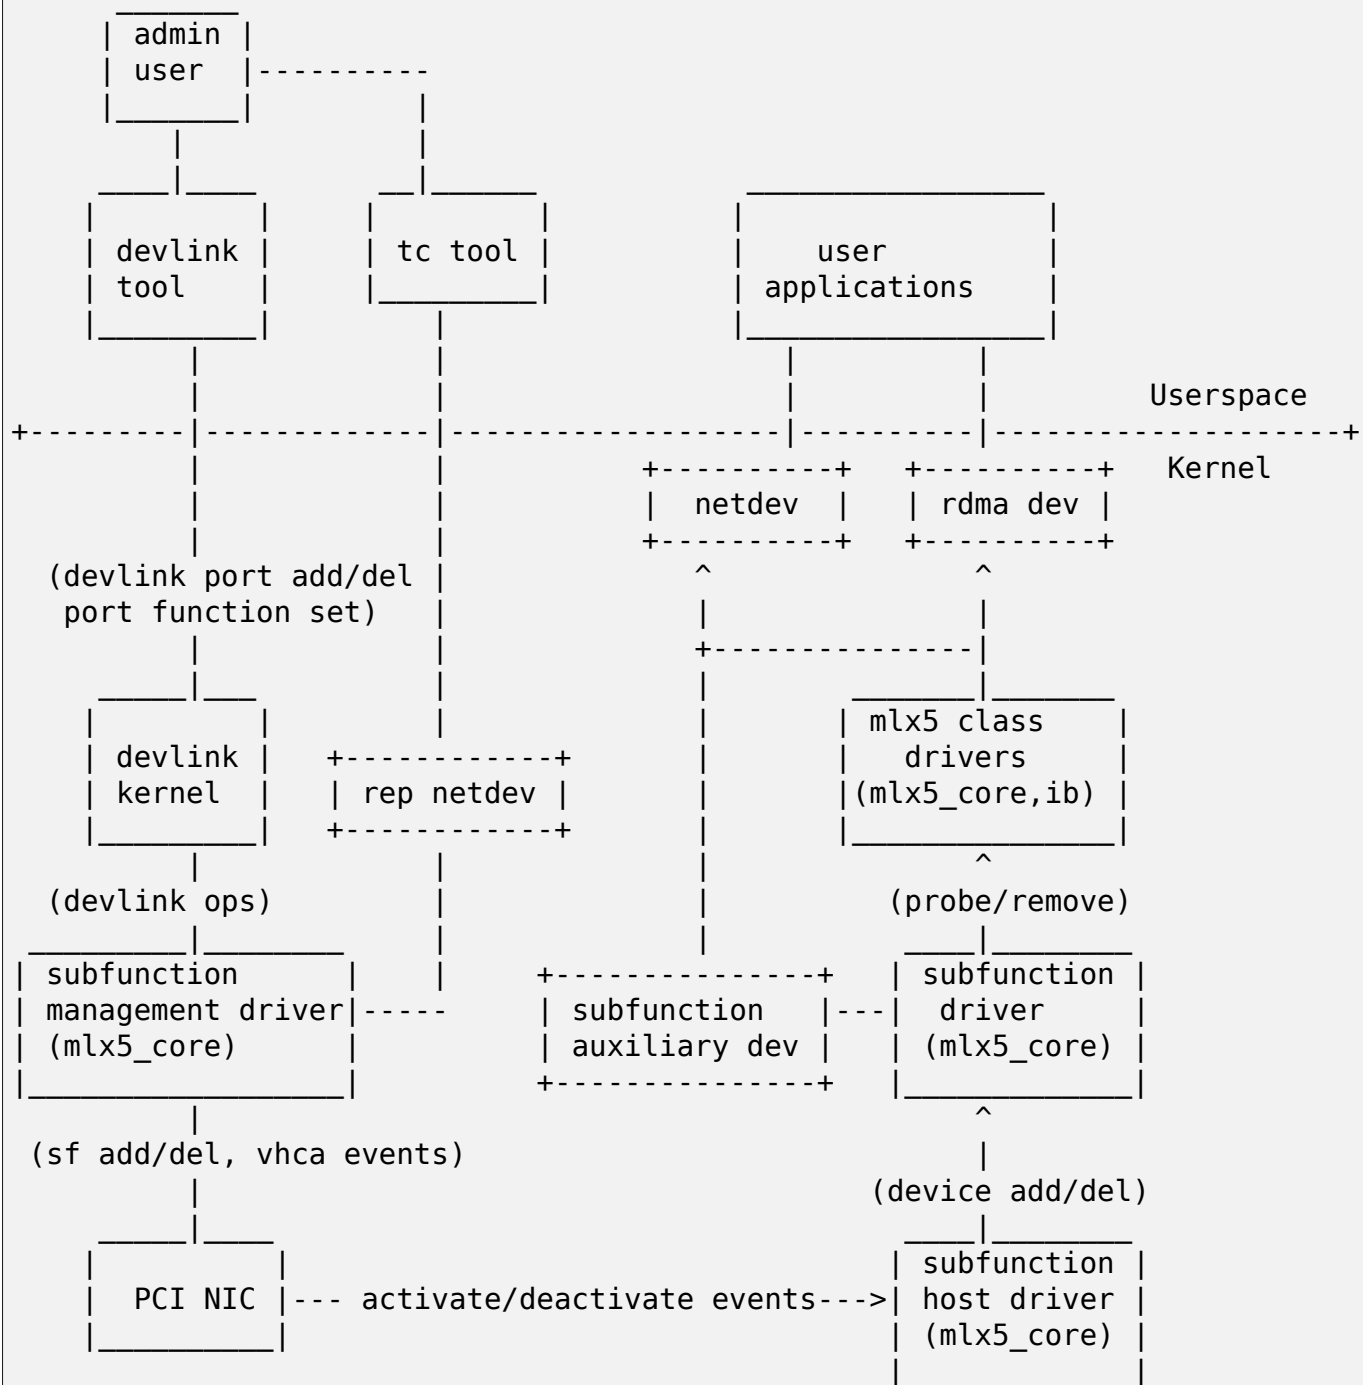 admin
user
devlink
tool
tc tool
user
applications
Userspace
Kernel
netdev
rdma dev
(devlink port add/del
port function set)
devlink
kernel
rep netdev
mlx5 class
drivers
(mlx5_core,ib)
(devlink ops)
(probe/remove)
subfunction
management driver
(mlx5_core)
subfunction
auxiliary dev
subfunction
driver
(mlx5_core)
(sf add/del, vhca events)
(device add/del)
PCI NIC
activate/deactivate events
subfunction
host driver
(mlx5_core)